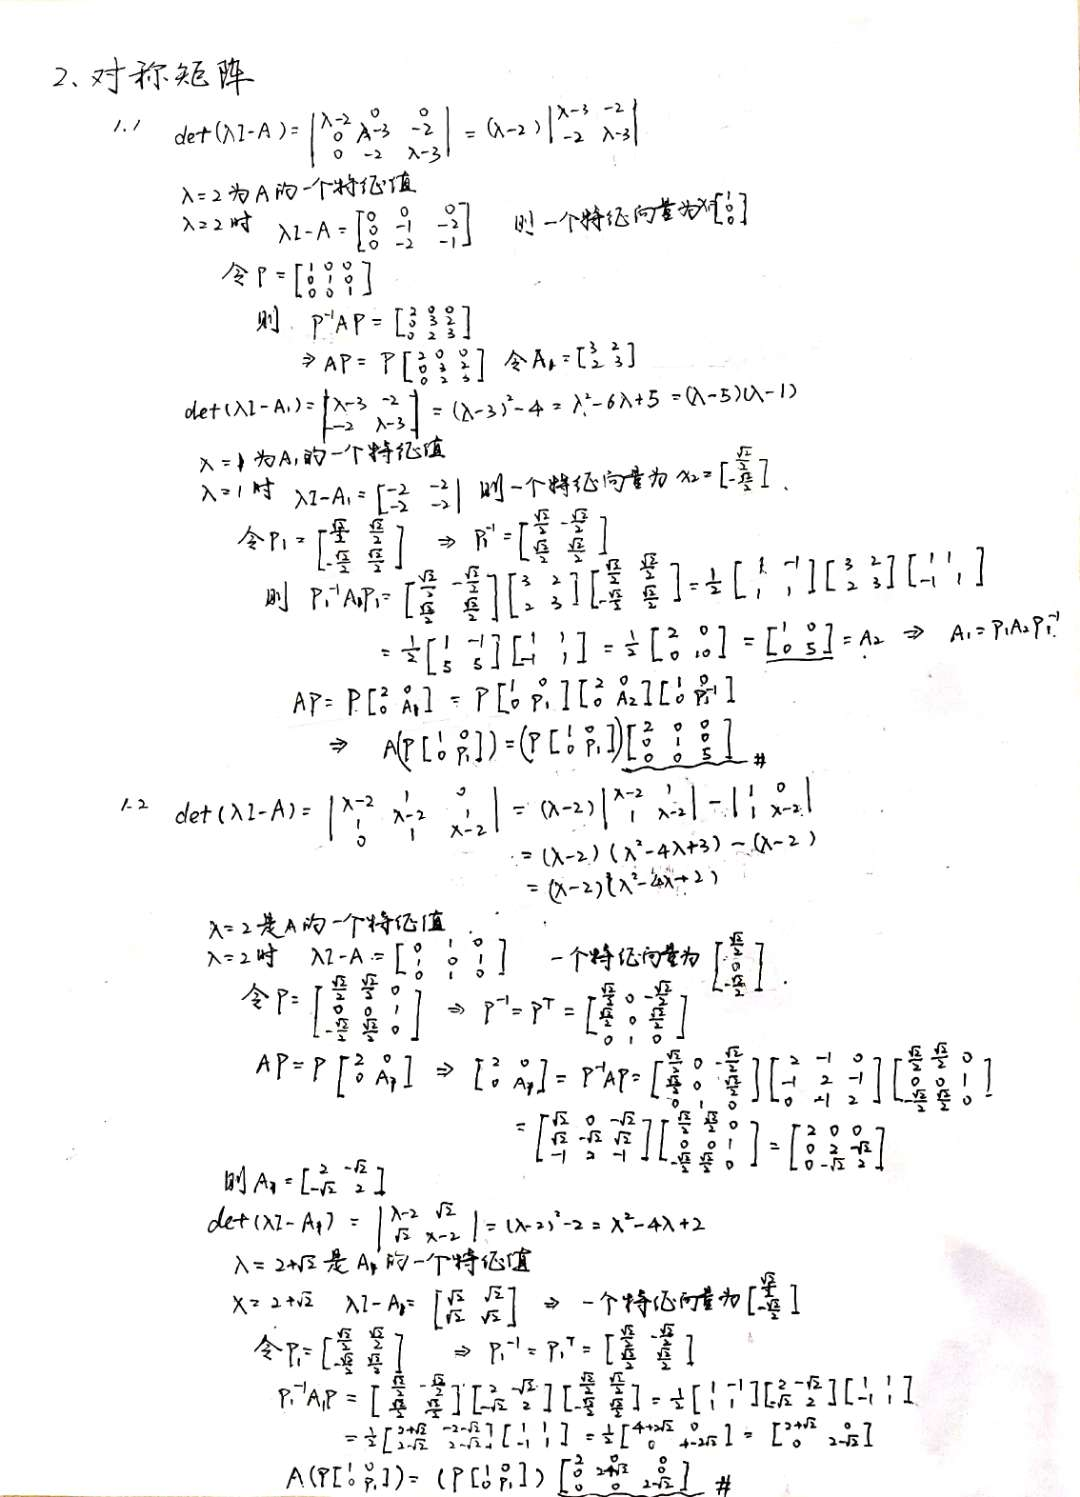 2、对称矩阵
1.1 det(λI-A)= |λ-2 0 0; 0 λ-3 -2; 0 -2 λ-3| = (λ-2) |λ-3 -2; -2 λ-3|
λ=2为A的一个特征值
λ=2时 λI-A=[0 0 0; 0 -1 -2; 0 -2 -1] 则一个特征向量为x₁[1; 0; 0]
令P=[1 0 0; 0 1 0; 0 0 1]
则 P⁻¹AP=[2 0 0; 0 3 2; 0 2 3]
⇒ AP= P[2 0 0; 0 3 2; 0 2 3] 令A₁=[3 2; 2 3]
det(λI-A₁)=|λ-3 -2; -2 λ-3| = (λ-3)²-4 = λ²-6λ+5 =(λ-5)(λ-1)
λ=1为A₁的一个特征值
λ=1时 λI-A₁=[-2 -2; -2 -2] 则一个特征向量为 x₂=[√2/2; -√2/2].
令P₁=[√2/2 √2/2; -√2/2 √2/2] ⇒ P₁⁻¹=[√2/2 -√2/2; √2/2 √2/2]
则 P₁⁻¹A₁P₁=[√2/2 -√2/2; √2/2 √2/2][3 2; 2 3][√2/2 √2/2; -√2/2 √2/2]=1/2[1 -1; 1 1][3 2; 2 3][1 1; -1 1]
=1/2[1 -1; 5 5][1 1; -1 1] = 1/2[2 0; 0 10] = [1 0; 0 5] = A₂ ⇒ A₁=P₁A₂P₁⁻¹
AP= P[2 0; 0 A₁] = P[1 0; 0 P₁][2 0; 0 A₂][1 0; 0 P₁⁻¹]
⇒ A(P[1 0; 0 P₁])=(P[1 0; 0 P₁])[2 0 0; 0 1 0; 0 0 5] #
1.2 det(λI-A)= |λ-2 1 0; 1 λ-2 1; 0 1 λ-2| = (λ-2)|λ-2 1; 1 λ-2| - |1 0; 1 λ-2|
= (λ-2)(λ²-4λ+3)-(λ-2)
= (λ-2)(λ²-4λ+2)
λ=2是A的一个特征值
λ=2时 λI-A=[0 1 0; 1 0 1; 0 1 0] 一个特征向量为[√2/2; 0; -√2/2].
令P=[√2/2 √2/2 0; 0 0 1; -√2/2 √2/2 0] ⇒ P⁻¹=Pᵀ=[√2/2 0 -√2/2; √2/2 0 √2/2; 0 1 0]
AP=P[2 0; 0 A₁] ⇒ [2 0; 0 A₁]= P⁻¹AP=[√2/2 0 -√2/2; √2/2 0 √2/2; 0 1 0][2 -1 0; -1 2 -1; 0 -1 2][√2/2 √2/2 0; 0 0 1; -√2/2 √2/2 0]
=[√2 0 -√2; √2 -√2 √2; -1 2 -1][√2/2 √2/2 0; 0 0 1; -√2/2 √2/2 0]=[2 0 0; 0 2 -√2; 0 -√2 2]
则A₁=[2 -√2; -√2 2]
det(λI-A₁) = |λ-2 √2; √2 λ-2| = (λ-2)²-2 = λ²-4λ+2
λ=2+√2是A₁的一个特征值
λ=2+√2 λI-A₁=[√2 √2; √2 √2] ⇒ 一个特征向量为[√2/2; -√2/2]
令P₁=[√2/2 √2/2; -√2/2 √2/2] ⇒ P₁⁻¹=P₁ᵀ=[√2/2 -√2/2; √2/2 √2/2]
P₁⁻¹A₁P=[√2/2 -√2/2; √2/2 √2/2][2 -√2; -√2 2][√2/2 √2/2; -√2/2 √2/2]=1/2[1 -1; 1 1][2 -√2; -√2 2][1 1; -1 1]
=1/2[2+√2 -2-√2; 2-√2 2-√2][1 1; -1 1] =1/2[4+2√2 0; 0 4-2√2]= [2+√2 0; 0 2-√2]
A(P[1 0; 0 P₁])=(P[1 0; 0 P₁])[2 0 0; 0 2+√2 0; 0 0 2-√2] #